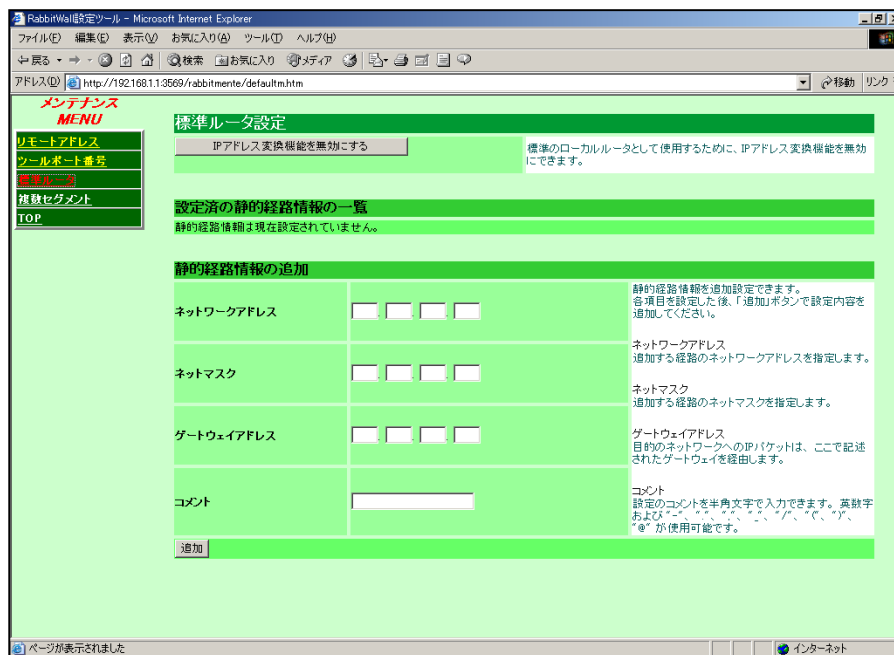 RabbitWall設定ツール - Microsoft Internet Explorer
ファイル(F) 編集(E) 表示(V) お気に入り(A) ツール(T) ヘルプ(H)
戻る 検索 お気に入り メディア
アドレス(D) http://192.168.1.1:3569/rabbitmente/defaultm.htm 移動 リンク
メンテナンス
MENU
リモートアドレス
ツールポート番号
標準ルータ
複数セグメント
TOP
標準ルータ設定
IPアドレス変換機能を無効にする
標準のローカルルータとして使用するために、IPアドレス変換機能を無効
にできます。
設定済の静的経路情報の一覧
静的経路情報は現在設定されていません。
静的経路情報の追加
ネットワークアドレス
ネットマスク
ゲートウェイアドレス
コメント
静的経路情報を追加設定できます。
各項目を設定した後、「追加」ボタンで設定内容を
追加してください。
ネットワークアドレス
追加する経路のネットワークアドレスを指定します。
ネットマスク
追加する経路のネットマスクを指定します。
ゲートウェイアドレス
目的のネットワークへのIPパケットは、ここで記述
されたゲートウェイを経由します。
コメント
設定のコメントを半角文字で入力できます。英数字
および
が使用可能です。
追加
ページが表示されました
インターネット